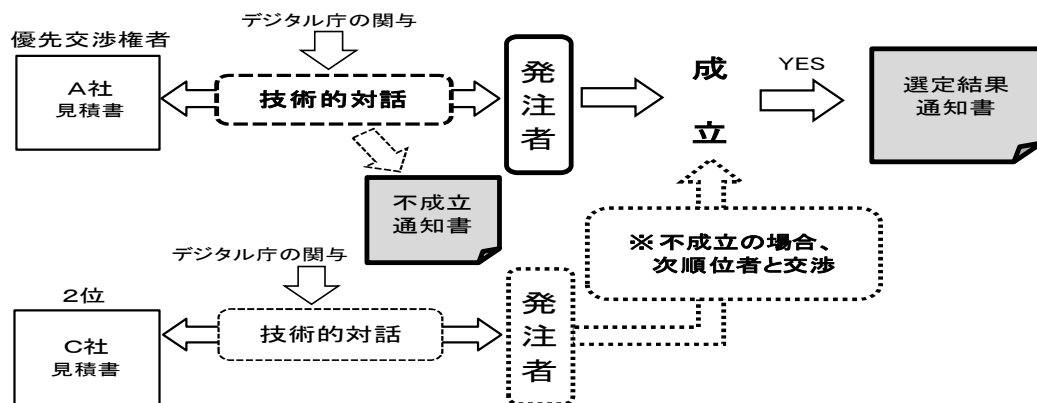 デジタル庁の関与
優先交渉権者
A社
見積書
技術的対話
発注者
成立
YES
選定結果
通知書
不成立
通知書
※不成立の場合、
次順位者と交渉
デジタル庁の関与
2位
C社
見積書
技術的対話
発注者